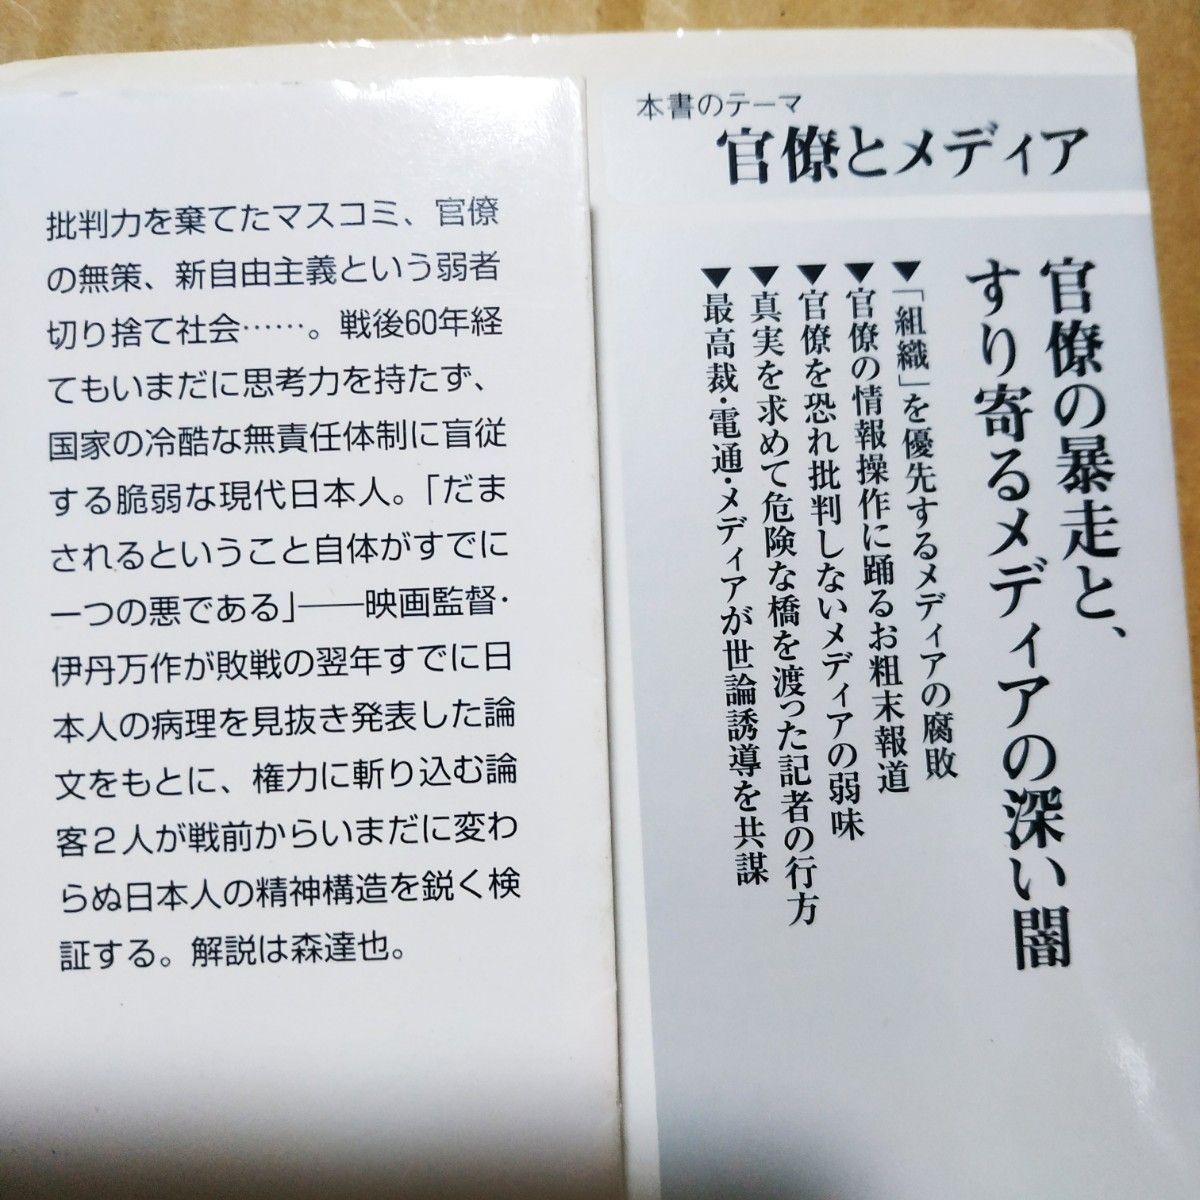 批判力を棄てたマスコミ、官僚
の無策、新自由主義という弱者
切り捨て社会……。戦後60年経
てもいまだに思考力を持たず、
国家の冷酷な無責任体制に盲従
する脆弱な現代日本人。「だま
されるということ自体がすでに
一つの悪である」――映画監督・
伊丹万作が敗戦の翌年すでに日
本人の病理を見抜き発表した論
文をもとに、権力に斬り込む論
客2人が戦前からいまだに変わ
らぬ日本人の精神構造を鋭く検
証する。解説は森達也。
本書のテーマ
官僚とメディア
官僚の暴走と、
すり寄るメディアの深い闇
▼「組織」を優先するメディアの腐敗
▼官僚の情報操作に踊るお粗末報道
▼官僚を恐れ批判しないメディアの弱味
▼真実を求めて危険な橋を渡った記者の行方
▼最高裁・電通・メディアが世論誘導を共謀